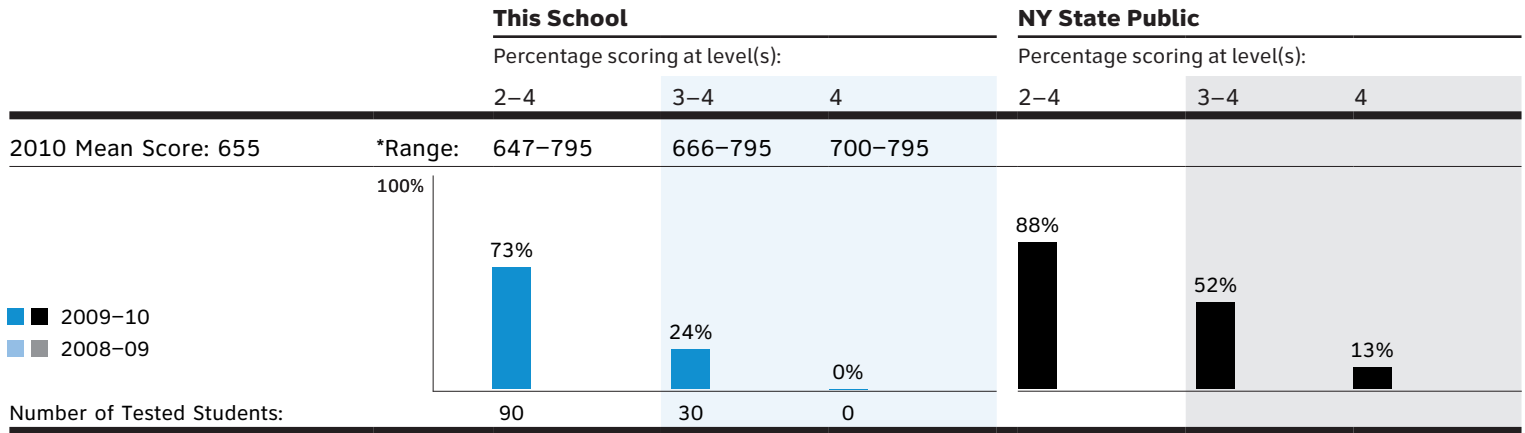 This School NY State Public
Percentage scoring at level(s): Percentage scoring at level(s):
2–4 3–4 4 2–4 3–4 4
2010 Mean Score: 655 *Range: 647–795 666–795 700–795
100%
88%
73%
52%
24%
13%
0%
2009–10
2008–09
Number of Tested Students: 90 30 0